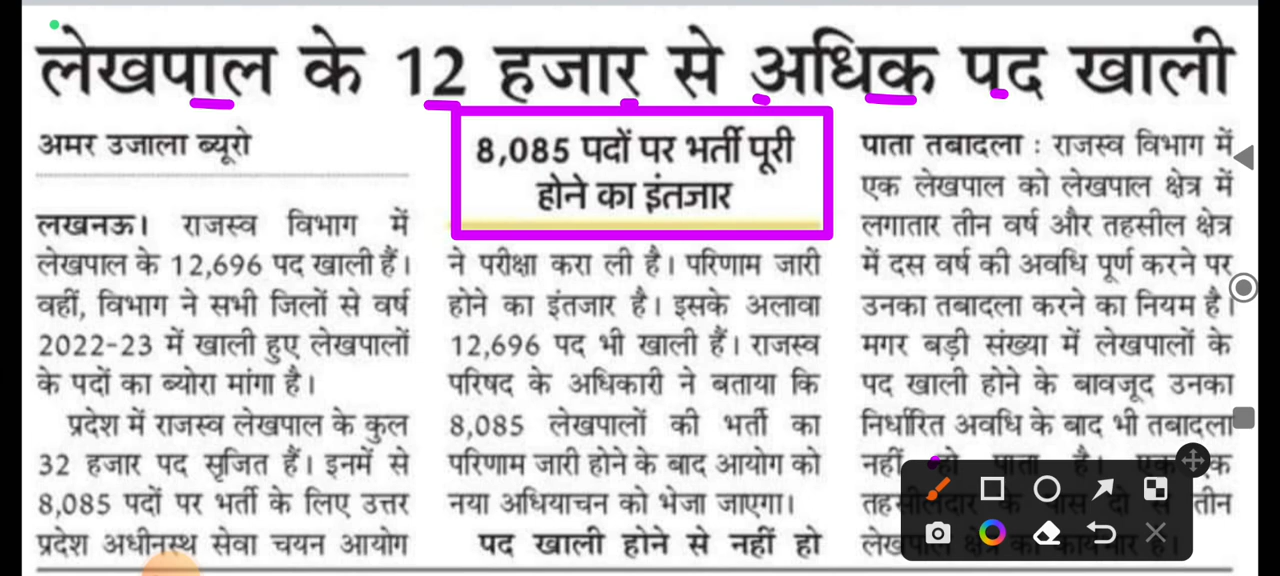 लेखपाल के 12 हजार से अधिक पद खाली
अमर उजाला ब्यूरो
लखनऊ। राजस्व विभाग में
लेखपाल के 12,696 पद खाली हैं।
वहीं, विभाग ने सभी जिलों से वर्ष
2022-23 में खाली हुए लेखपालों
के पदों का ब्योरा मांगा है।
प्रदेश में राजस्व लेखपाल के कुल
32 हजार पद सृजित हैं। इनमें से
8,085 पदों पर भर्ती के लिए उत्तर
प्रदेश अधीनस्थ सेवा चयन आयोग
8,085 पदों पर भर्ती पूरी
होने का इंतजार
ने परीक्षा करा ली है। परिणाम जारी
होने का इंतजार है। इसके अलावा
12,696 पद भी खाली हैं। राजस्व
परिषद के अधिकारी ने बताया कि
8,085 लेखपालों की भर्ती का
परिणाम जारी होने के बाद आयोग को
नया अधियाचन को भेजा जाएगा।
पद खाली होने से नहीं हो
पाता तबादला : राजस्व विभाग में
एक लेखपाल को लेखपाल क्षेत्र में
लगातार तीन वर्ष और तहसील क्षेत्र
में दस वर्ष की अवधि पूर्ण करने पर
उनका तबादला करने का नियम है।
मगर बड़ी संख्या में लेखपालों के
पद खाली होने के बावजूद उनका
निर्धारित अवधि के बाद भी तबादला
नहीं हो पाता है। एक
तहसीलदार के पास दो से तीन
लेखपाल क्षेत्र का कार्यभार है।